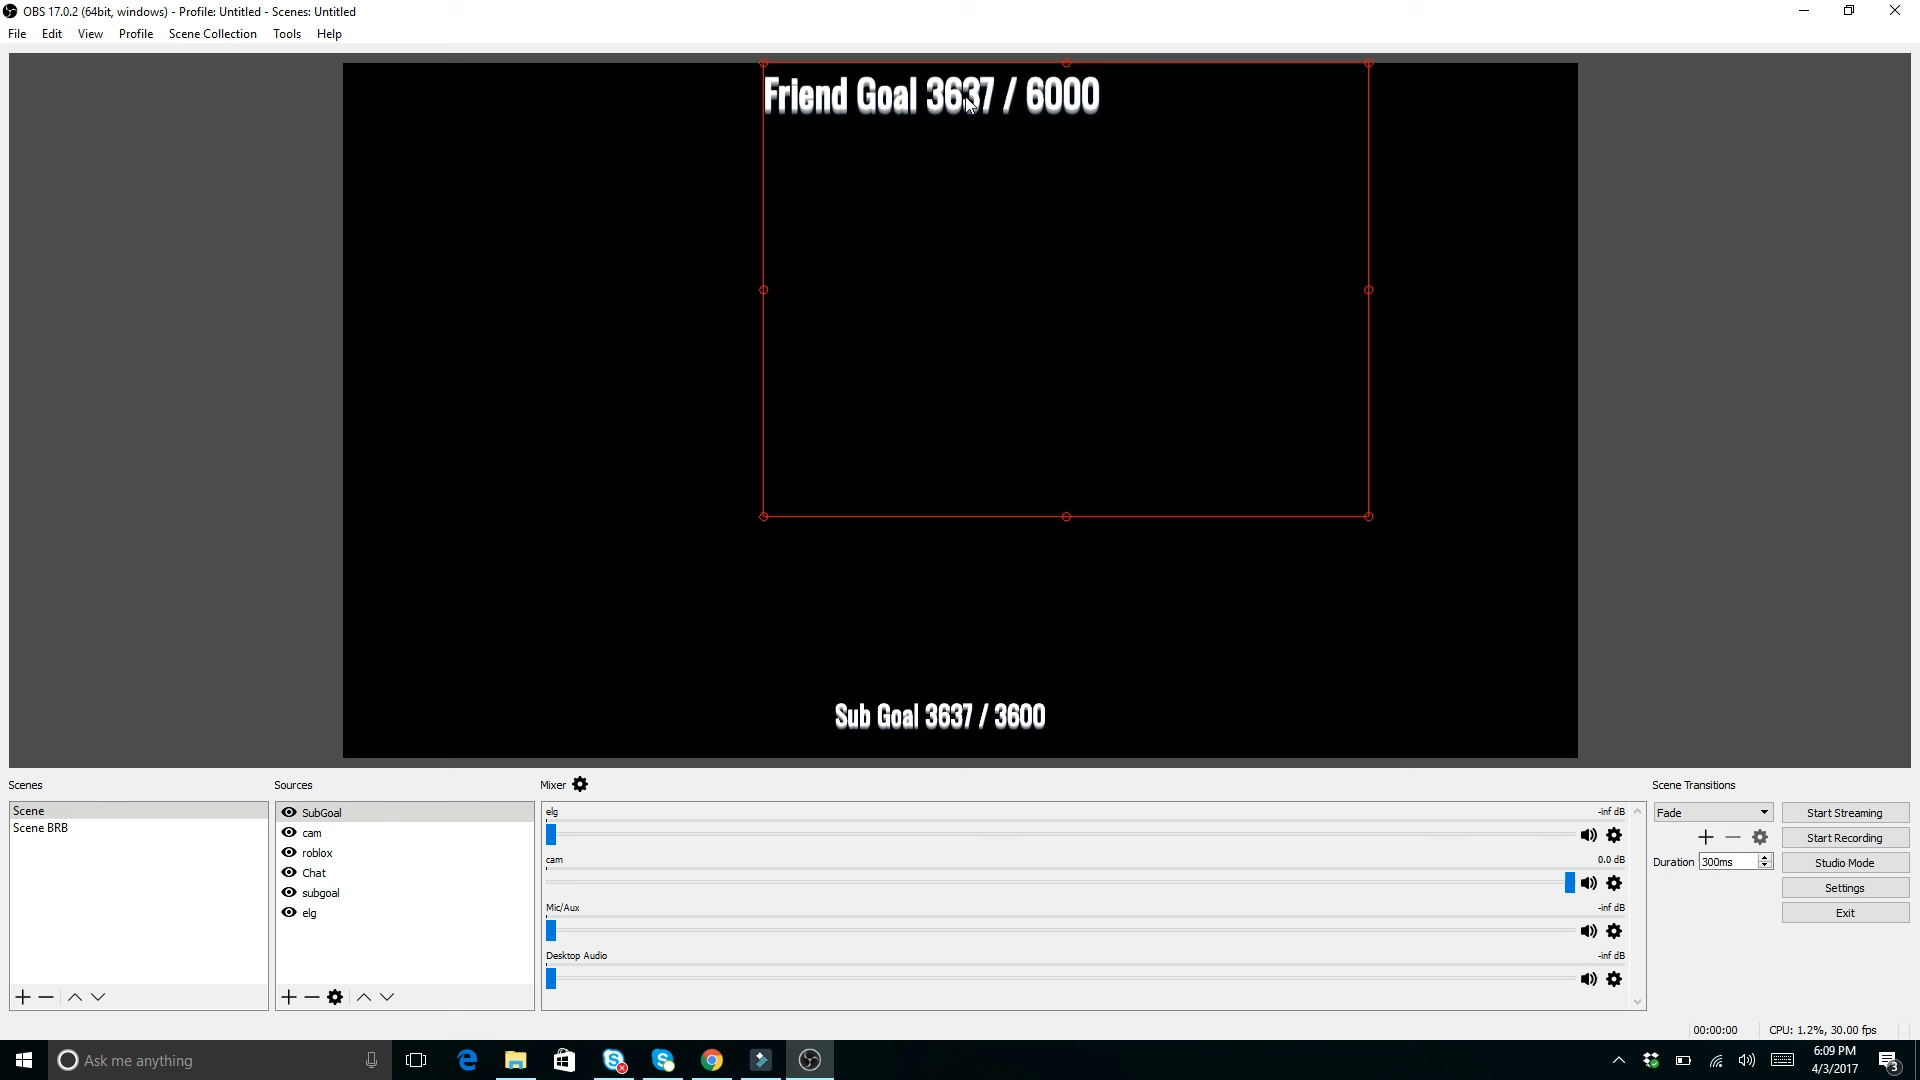 OBS 17.0.2 (64bit, windows) - Profile: Untitled - Scenes: Untitled
File Edit View Profile Scene Collection Tools Help
Friend Goal 3637 / 6000
Sub Goal 3637 / 3600
Scenes
Scene
Scene BRB
Sources
SubGoal
cam
roblox
Chat
subgoal
elg
Mixer
elg -inf dB
cam 0.0 dB
Mic/Aux -inf dB
Desktop Audio -inf dB
Scene Transitions
Fade
Duration 300ms
Start Streaming
Start Recording
Studio Mode
Settings
Exit
00:00:00 CPU: 1.2%, 30.00 fps
Ask me anything
6:09 PM
4/3/2017
3